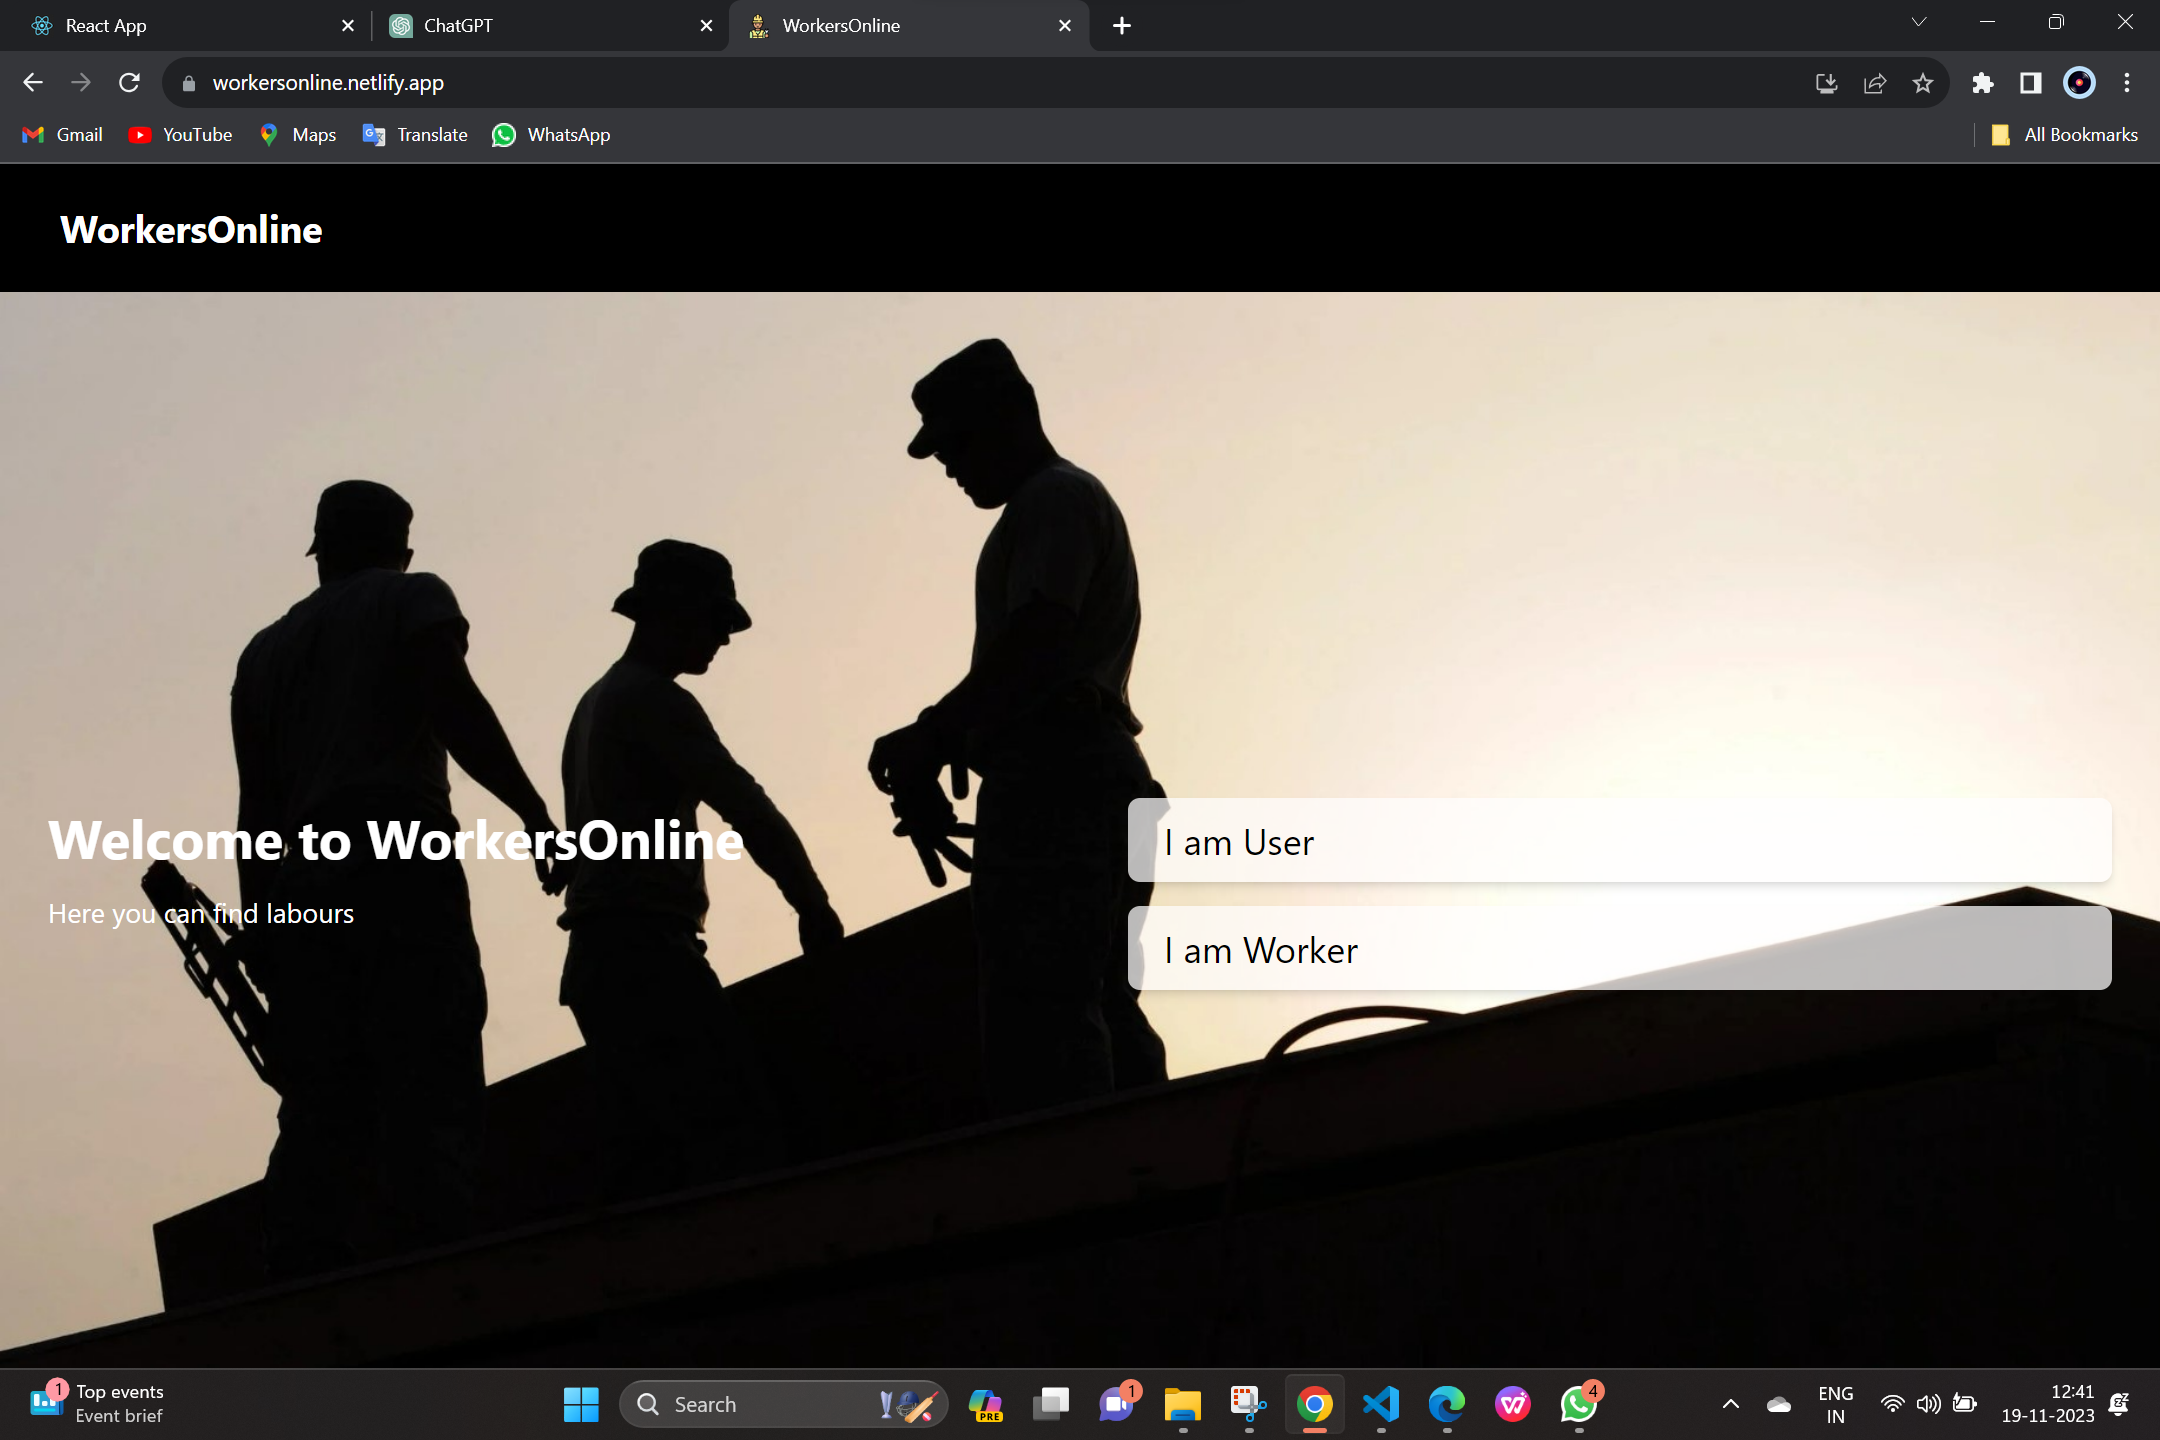 React App
ChatGPT
WorkersOnline
workersonline.netlify.app
Gmail
YouTube
Maps
Translate
WhatsApp
All Bookmarks
WorkersOnline
Welcome to WorkersOnline
Here you can find labours
I am User
I am Worker
1
Top events
Event brief
Search
PRE
1
4
ENG
IN
12:41
19-11-2023